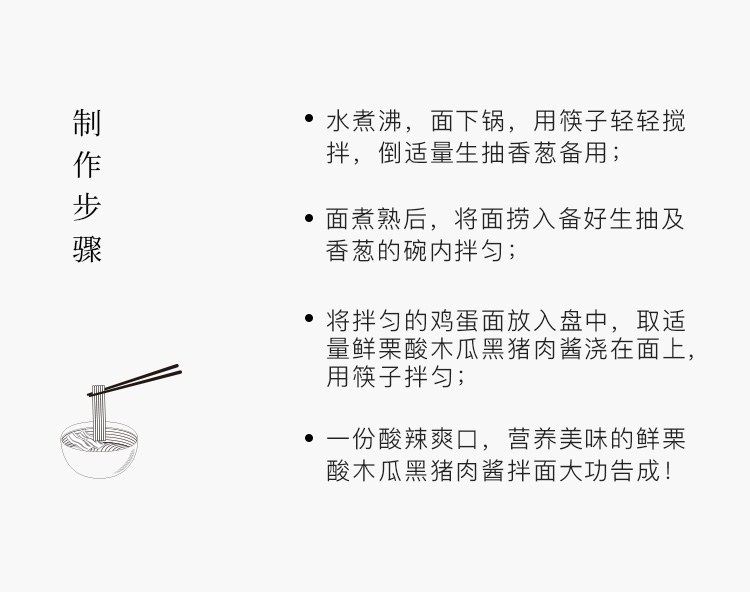 制作步骤
水煮沸，面下锅，用筷子轻轻搅
拌，倒适量生抽香葱备用；
面煮熟后，将面捞入备好生抽及
香葱的碗内拌匀；
将拌匀的鸡蛋面放入盘中，取适
量鲜栗酸木瓜黑猪肉酱浇在面上，
用筷子拌匀；
一份酸辣爽口，营养美味的鲜栗
酸木瓜黑猪肉酱拌面大功告成！